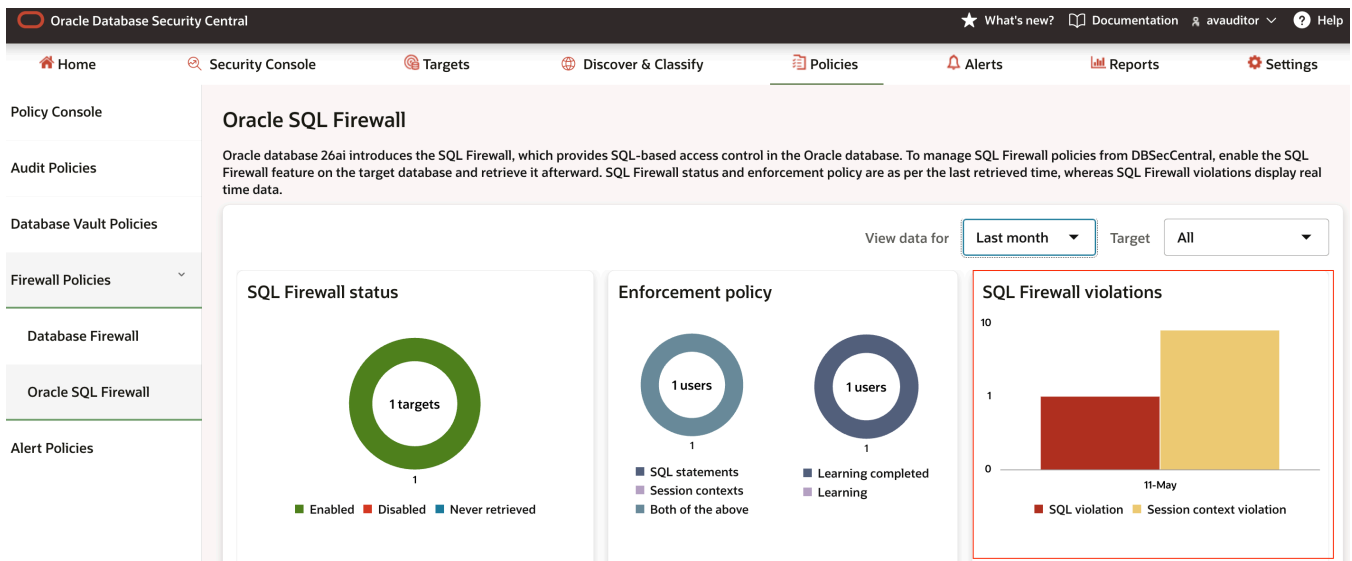 Oracle Database Security Central
What's new? Documentation avauditor ? Help
Home Security Console Targets Discover & Classify Policies Alerts Reports Settings
Policy Console
Audit Policies
Database Vault Policies
Firewall Policies
Database Firewall
Oracle SQL Firewall
Alert Policies
Oracle SQL Firewall
Oracle database 26ai introduces the SQL Firewall, which provides SQL-based access control in the Oracle database. To manage SQL Firewall policies from DBSecCentral, enable the SQL
Firewall feature on the target database and retrieve it afterward. SQL Firewall status and enforcement policy are as per the last retrieved time, whereas SQL Firewall violations display real
time data.
View data for Last month Target All
SQL Firewall status
1 targets
1
Enabled Disabled Never retrieved
Enforcement policy
1 users
1
SQL statements
Session contexts
Both of the above
1 users
1
Learning completed
Learning
SQL Firewall violations
10
1
0
11-May
SQL violation Session context violation